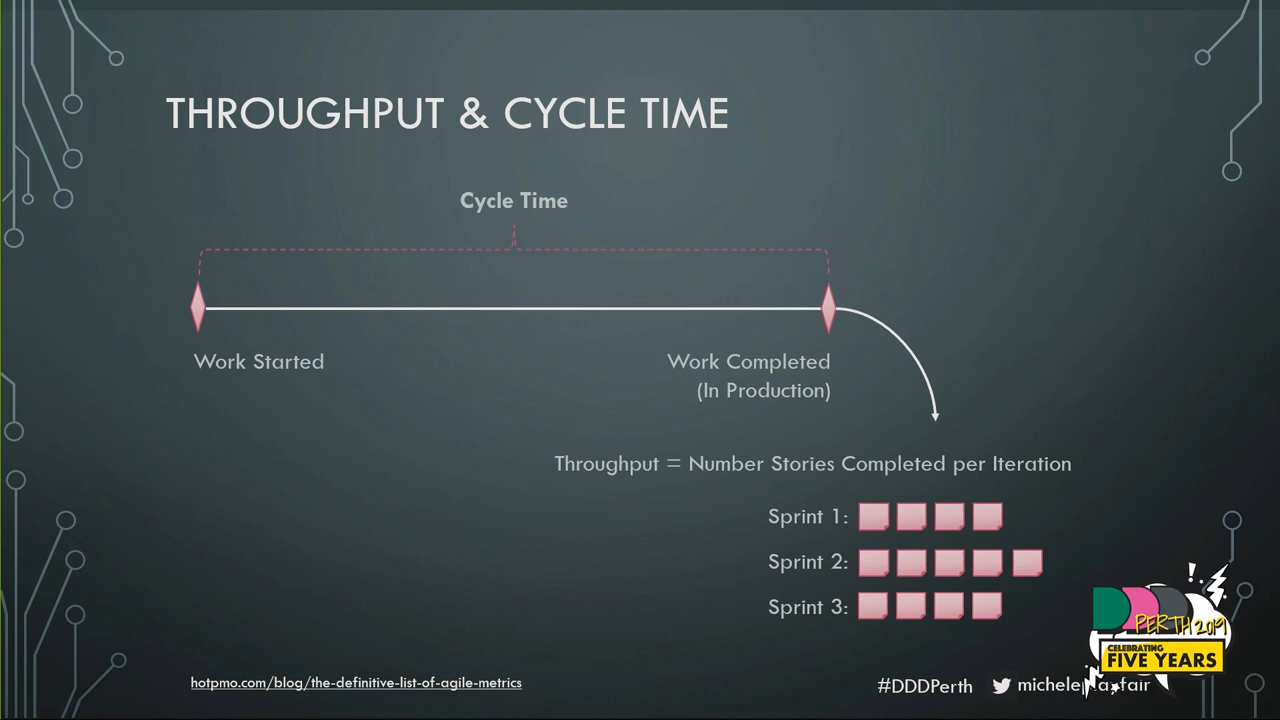 THROUGHPUT & CYCLE TIME
Cycle Time
Work Started
Work Completed
(In Production)
Throughput = Number Stories Completed per Iteration
Sprint 1:
Sprint 2:
Sprint 3:
PERTH 2019
CELEBRATING
FIVE YEARS
hotpmo.com/blog/the-definitive-list-of-agile-metrics
#DDDPerth